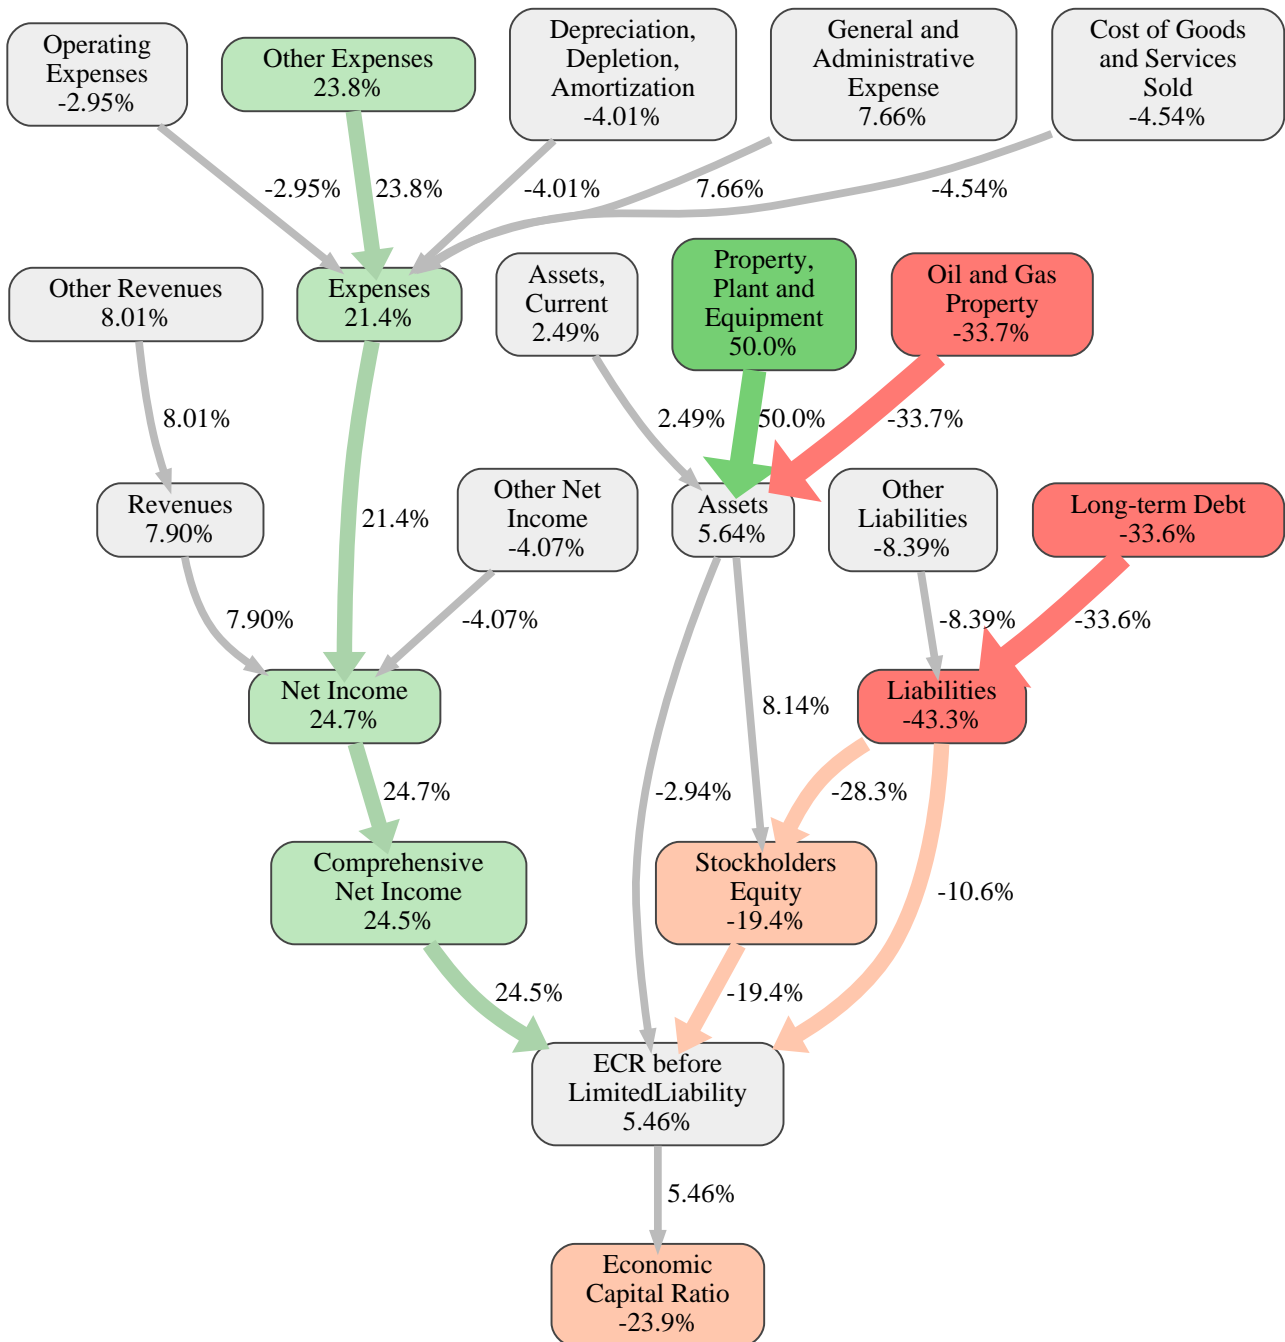 Operating
Expenses
-2.95%
Other Expenses
23.8%
Depreciation,
Depletion,
Amortization
-4.01%
General and
Administrative
Expense
7.66%
Cost of Goods
and Services
Sold
-4.54%
-2.95%
23.8%
-4.01%
7.66%
-4.54%
Other Revenues
8.01%
Expenses
21.4%
Assets,
Current
2.49%
Property,
Plant and
Equipment
50.0%
Oil and Gas
Property
-33.7%
8.01%
2.49%
50.0%
-33.7%
Revenues
7.90%
21.4%
Other Net
Income
-4.07%
Assets
5.64%
Other
Liabilities
-8.39%
Long-term Debt
-33.6%
7.90%
-4.07%
-8.39%
-33.6%
Net Income
24.7%
8.14%
Liabilities
-43.3%
24.7%
-2.94%
-28.3%
Comprehensive
Net Income
24.5%
Stockholders
Equity
-19.4%
-10.6%
24.5%
-19.4%
ECR before
LimitedLiability
5.46%
5.46%
Economic
Capital Ratio
-23.9%